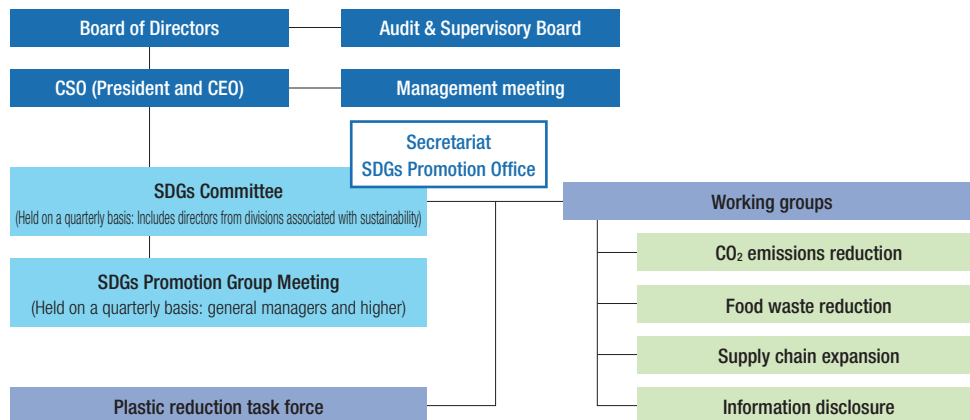 Board of Directors
Audit & Supervisory Board
CSO (President and CEO)
Management meeting
Secretariat
SDGs Promotion Office
SDGs Committee
(Held on a quarterly basis: Includes directors from divisions associated with sustainability)
Working groups
CO₂ emissions reduction
SDGs Promotion Group Meeting
(Held on a quarterly basis: general managers and higher)
Food waste reduction
Supply chain expansion
Plastic reduction task force
Information disclosure